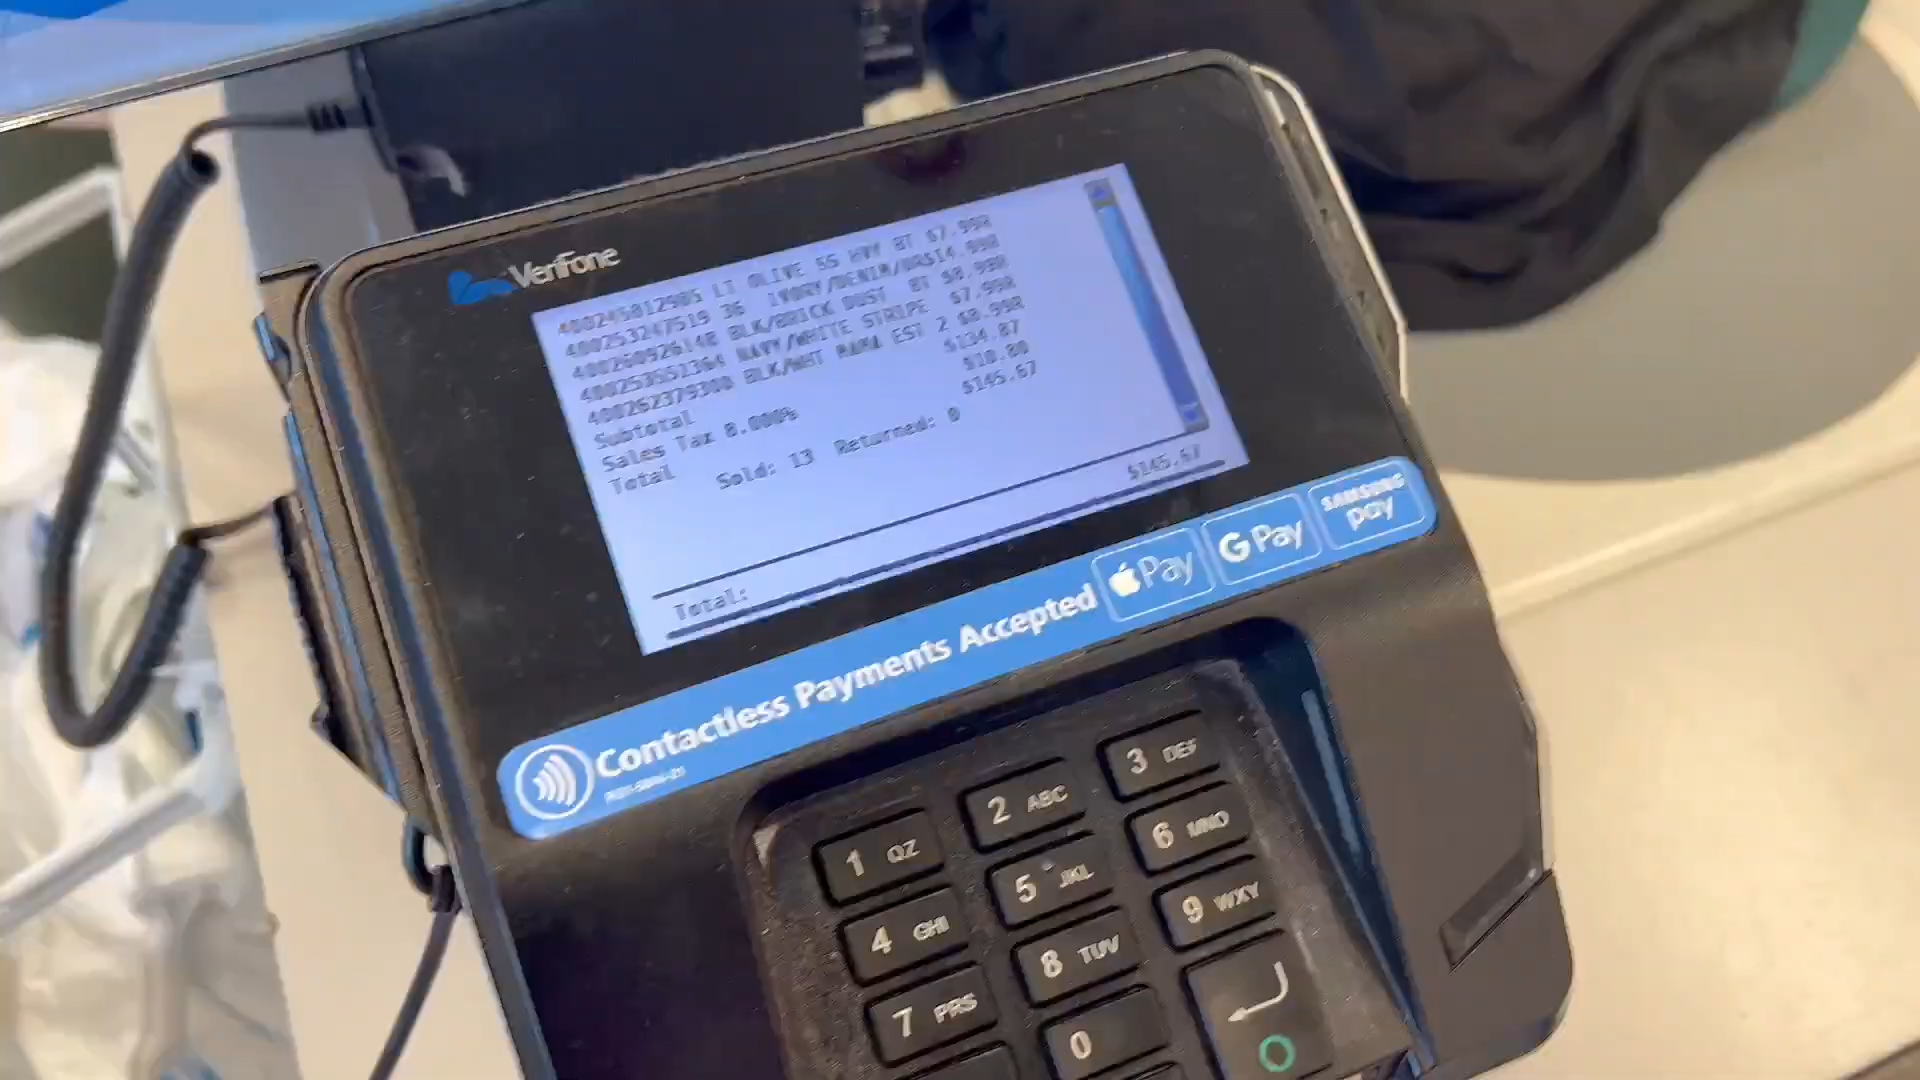 VeriFone
400245012985 LT OLIVE SS HVY BT $7.99R
400253247519 36 IVORY/DENIM/URS14.99R
400260926148 BLK/BRICK DUST BT $8.99R
400253551364 NAVY/WHITE STRIPE $7.99R
400262379300 BLK/WHT MAMA EST 2 $8.99R
Subtotal $134.87
Sales Tax 8.000% $10.80
Total $145.67
Sold: 13 Returned: 0
Total: $145.67
Contactless Payments Accepted
Pay
G Pay
SAMSUNG pay
1 QZ
2 ABC
3 DEF
4 GHI
5 JKL
6 MNO
7 PRS
8 TUV
9 WXY
0